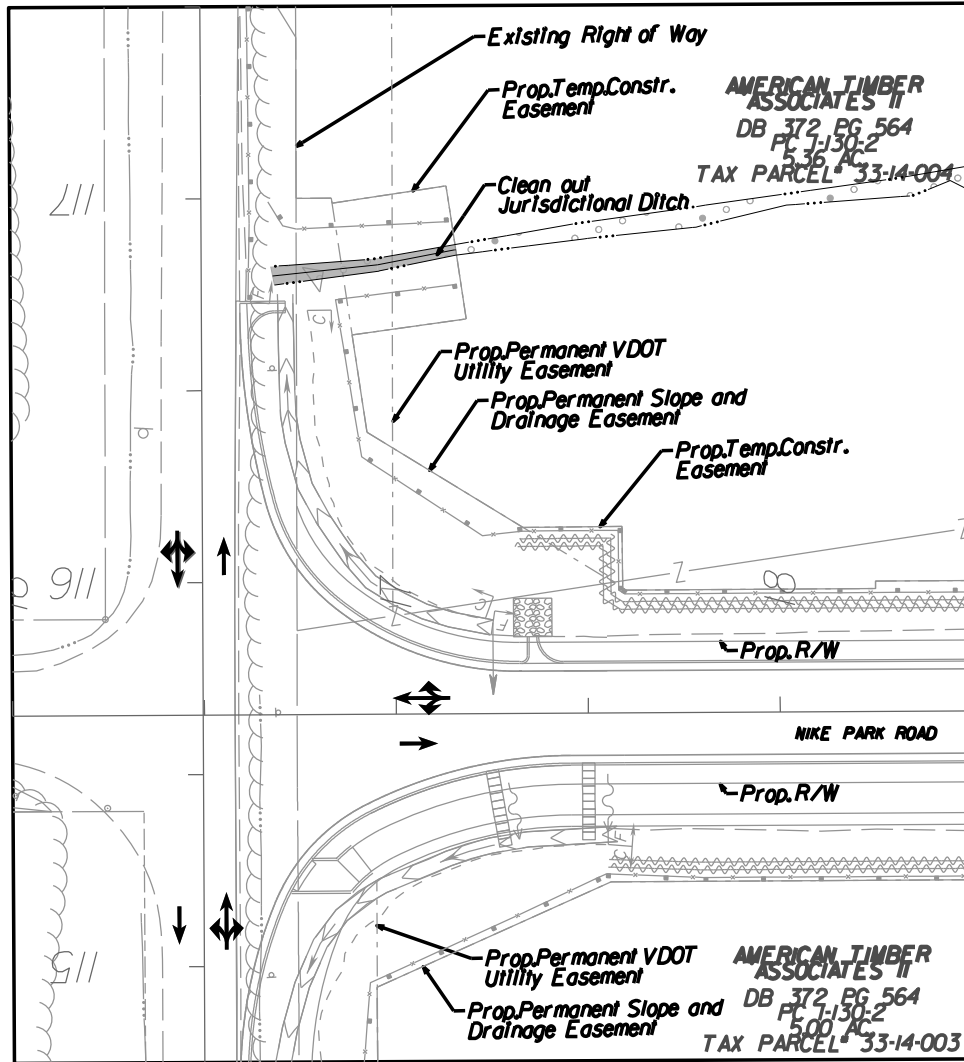 Existing Right of Way
Prop.Temp.Constr.
Easement
AMERICAN TIMBER
ASSOCIATES II
DB 372 PG 564
PC 1-130-2
5.36 AC.
TAX PARCEL# 33-14-004
Clean out
Jurisdictional Ditch
117
Prop.Permanent VDOT
Utility Easement
Prop.Permanent Slope and
Drainage Easement
Prop.Temp.Constr.
Easement
116
C
F
C
F
Prop.R/W
NIKE PARK ROAD
Prop.R/W
C
F
115
Prop.Permanent VDOT
Utility Easement
Prop.Permanent Slope and
Drainage Easement
AMERICAN TIMBER
ASSOCIATES II
DB 372 PG 564
PC 1-130-2
5.00 AC.
TAX PARCEL# 33-14-003